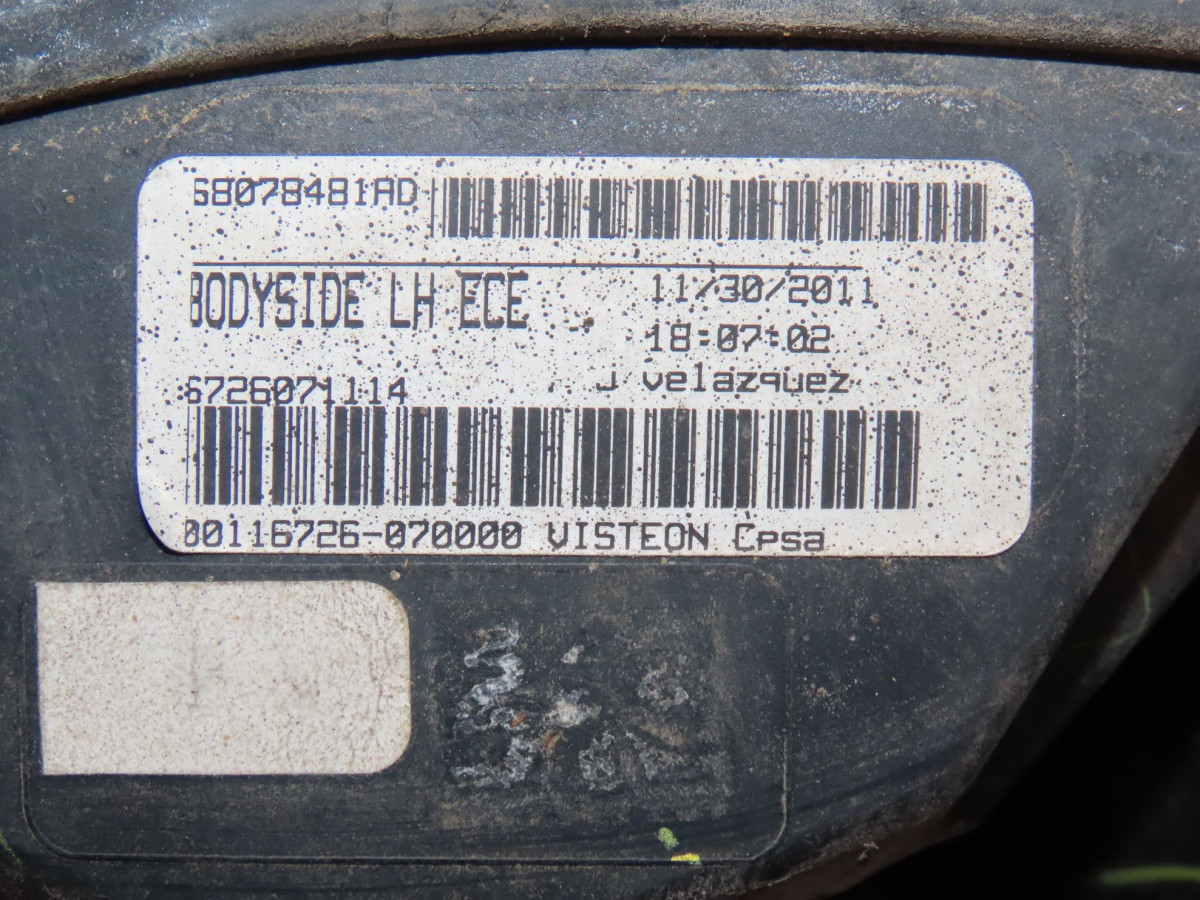 68078481AD
BODYSIDE LH ECE
11/30/2011
18:07:02
6726071114
J velazquez
00116726-070000 VISTEON Cpsa